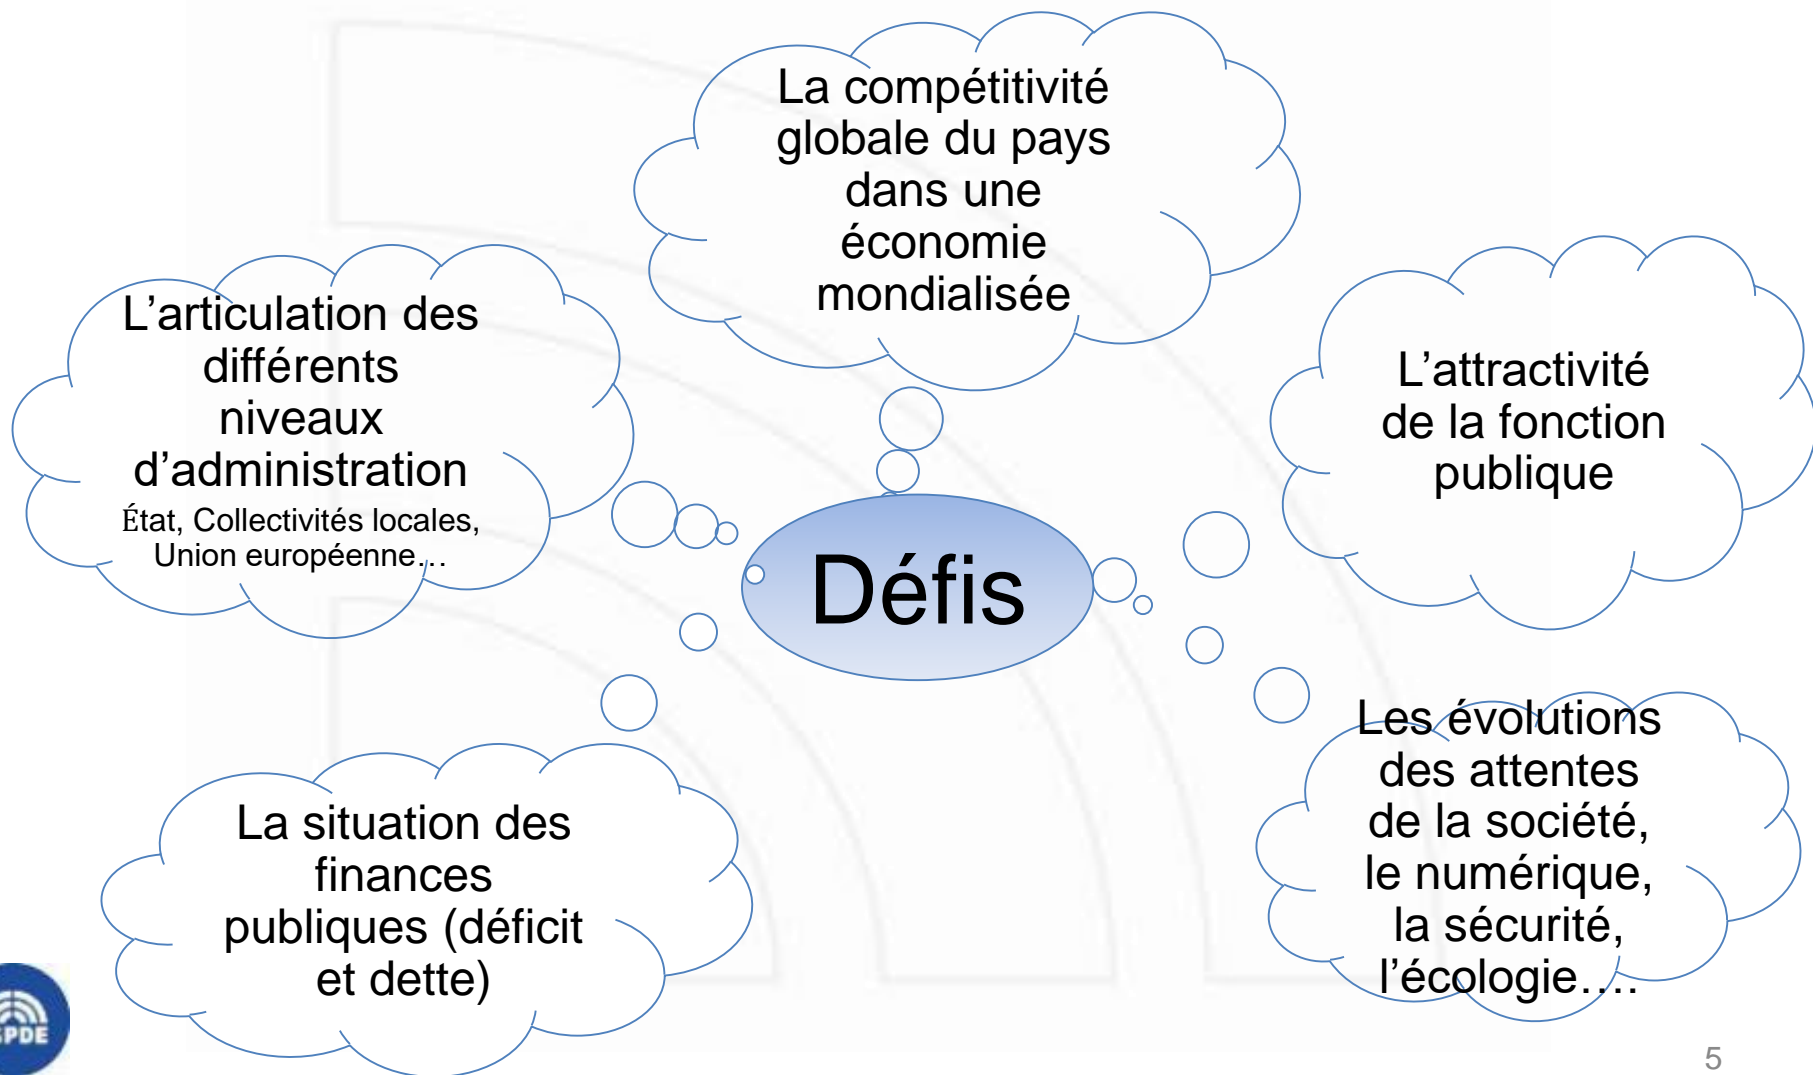 La compétitivité
globale du pays
dans une
économie
mondialisée
L’articulation des
différents
niveaux
d’administration
État, Collectivités locales,
Union européenne…
L’attractivité
de la fonction
publique
Défis
La situation des
finances
publiques (déficit
et dette)
Les évolutions
des attentes
de la société,
le numérique,
la sécurité,
l’écologie….
5